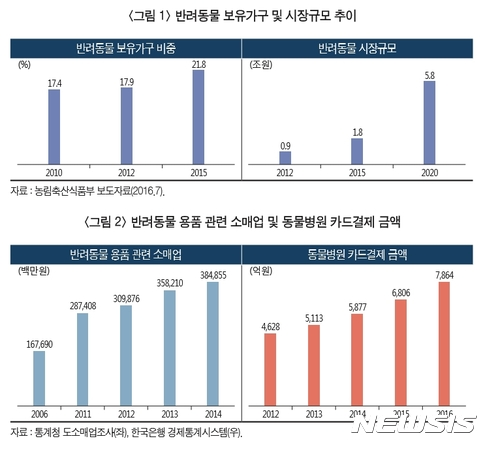 <그림 1> 반려동물 보유가구 및 시장규모 추이
반려동물 보유가구 비중
반려동물 시장규모
(%)
17.4
17.9
21.8
2010
2012
2015
(조원)
0.9
1.8
5.8
2012
2015
2020
자료 : 농림축산식품부 보도자료(2016,7).
<그림 2> 반려동물 용품 관련 소매업 및 동물병원 카드결제 금액
반려동물 용품 관련 소매업
동물병원 카드결제 금액
(백만원)
167,690
287,408
309,876
358,210
384,855
2006
2011
2012
2013
2014
(억원)
4,628
5,113
5,877
6,806
7,864
2012
2013
2014
2015
2016
자료 : 통계청 도소매업조사(좌), 한국은행 경제통계시스템(우).
NEWSIS